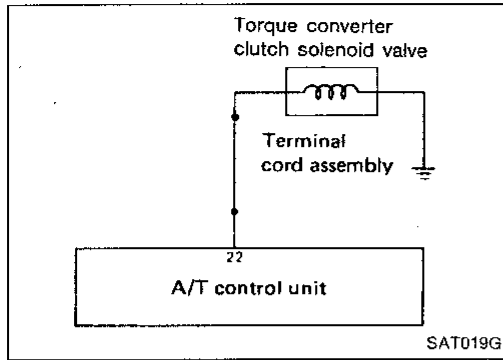 Torque converter
clutch solenoid valve
Terminal
cord assembly
22
A/T control unit
SAT019G